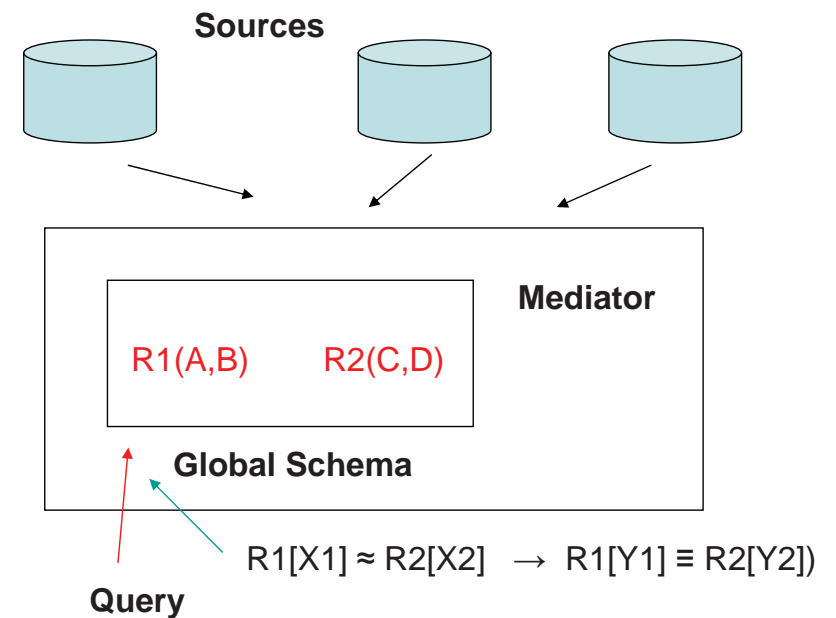 Sources
Mediator
R1(A,B) R2(C,D)
Global Schema
R1[X1] ≈ R2[X2] → R1[Y1] ≡ R2[Y2])
Query